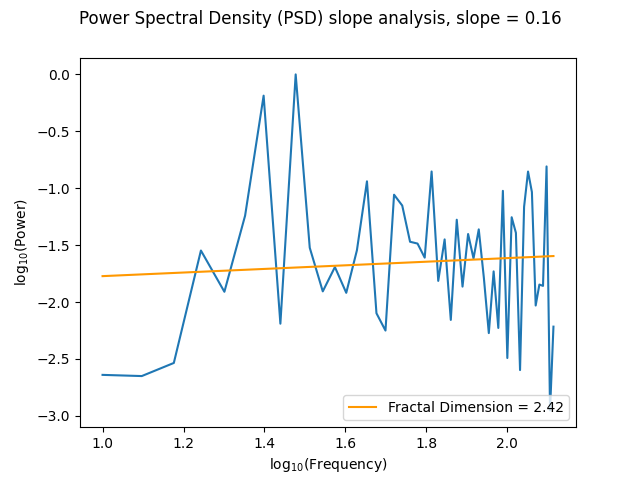 Power Spectral Density (PSD) slope analysis, slope = 0.16
0.0
−0.5
−1.0
−1.5
−2.0
−2.5
−3.0
log₁₀(Power)
Fractal Dimension = 2.42
1.0 1.2 1.4 1.6 1.8 2.0
log₁₀(Frequency)